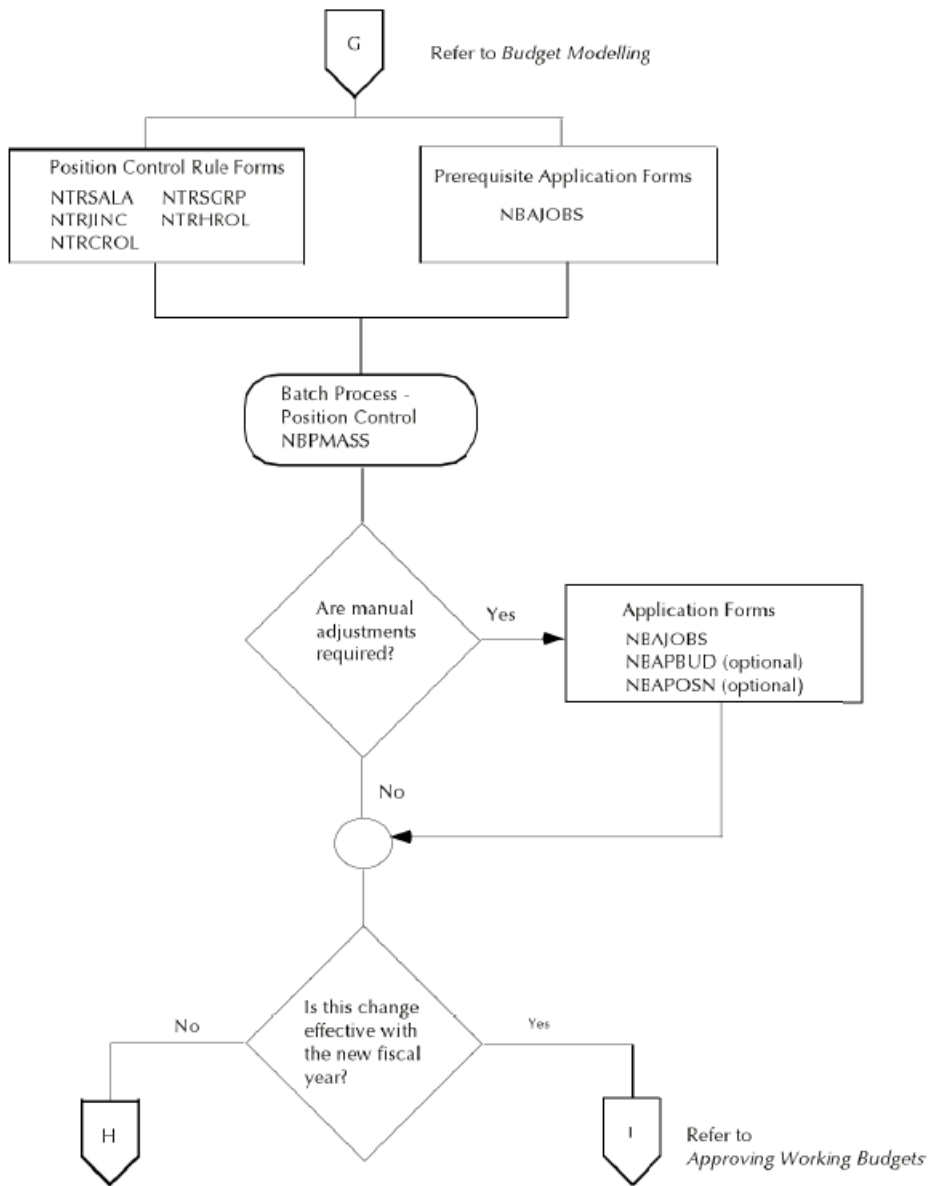 G
Refer to Budget Modelling
Position Control Rule Forms
NTRSALA NTRSGRP
NTRJINC NTRHROL
NTRCROL
Prerequisite Application Forms
NBAJOBS
Batch Process -
Position Control
NBPMASS
Are manual
adjustments
required?
Yes
Application Forms
NBAJOBS
NBAPBUD (optional)
NBAPOSN (optional)
No
Is this change
effective with
the new fiscal
year?
No
Yes
H
I
Refer to
Approving Working Budgets